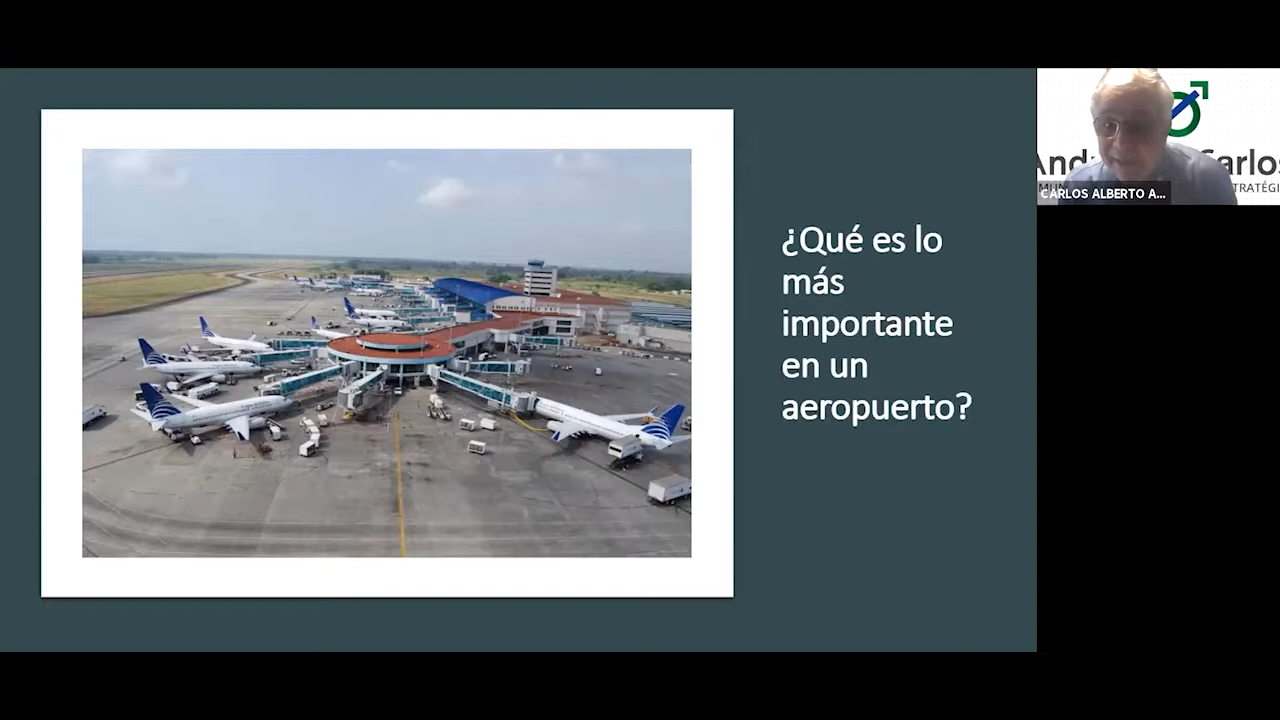 ¿Qué es lo
más
importante
en un
aeropuerto?
CARLOS ALBERTO A...